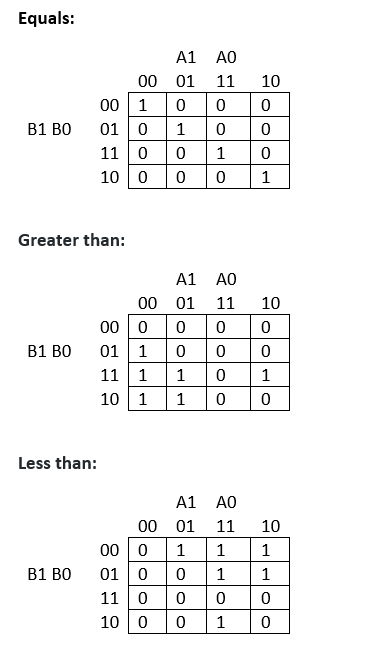 Equals:
A1 A0
00 01 11 10
00 1 0 0 0
B1 B0 01 0 1 0 0
11 0 0 1 0
10 0 0 0 1
Greater than:
A1 A0
00 01 11 10
00 0 0 0 0
B1 B0 01 1 0 0 0
11 1 1 0 1
10 1 1 0 0
Less than:
A1 A0
00 01 11 10
00 0 1 1 1
B1 B0 01 0 0 1 1
11 0 0 0 0
10 0 0 1 0